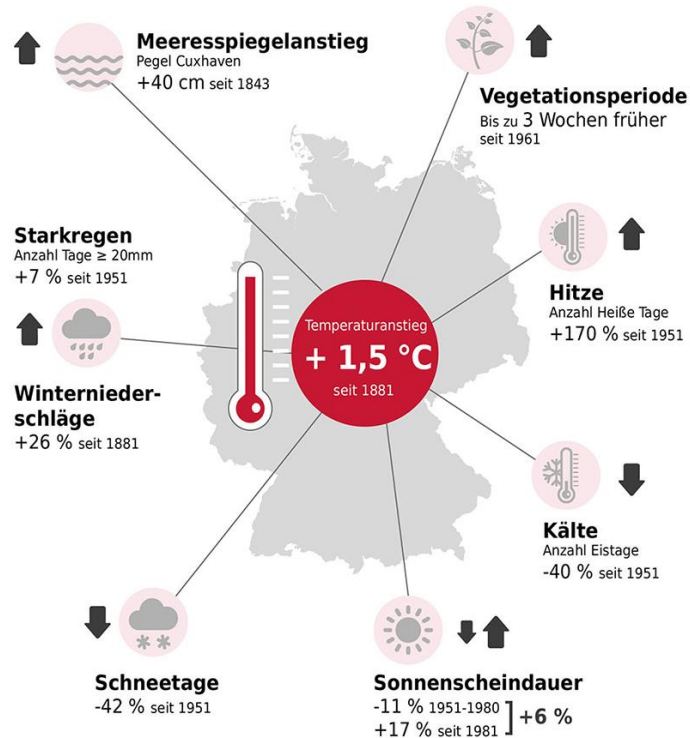 Meeresspiegelanstieg
Pegel Cuxhaven
+40 cm seit 1843
Vegetationsperiode
Bis zu 3 Wochen früher
seit 1961
Starkregen
Anzahl Tage ≥ 20mm
+7 % seit 1951
Hitze
Anzahl Heiße Tage
+170 % seit 1951
Temperaturanstieg
+ 1,5 °C
seit 1881
Winternieder-
schläge
+26 % seit 1881
Kälte
Anzahl Eistage
-40 % seit 1951
Schneetage
-42 % seit 1951
Sonnenscheindauer
-11 % 1951-1980
+17 % seit 1981
+6 %